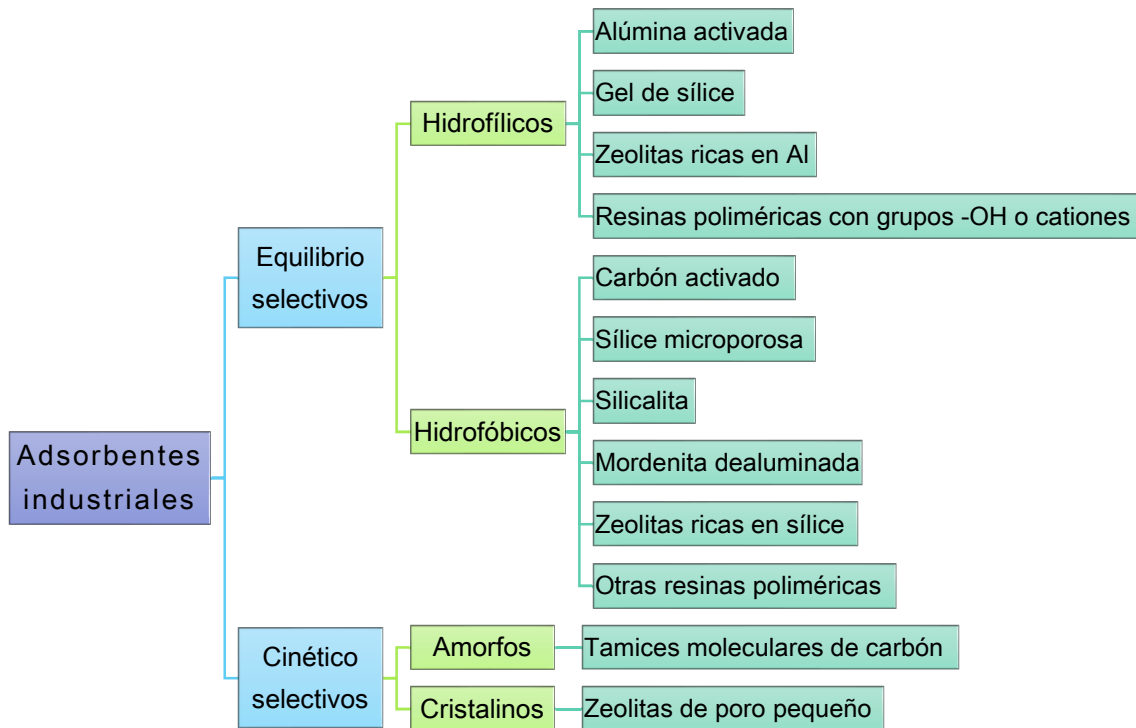 Adsorbentes
industriales
Equilibrio
selectivos
Hidrofílicos
Alúmina activada
Gel de sílice
Zeolitas ricas en Al
Resinas poliméricas con grupos -OH o cationes
Hidrofóbicos
Carbón activado
Sílice microporosa
Silicalita
Mordenita dealuminada
Zeolitas ricas en sílice
Otras resinas poliméricas
Cinético
selectivos
Amorfos
Tamices moleculares de carbón
Cristalinos
Zeolitas de poro pequeño